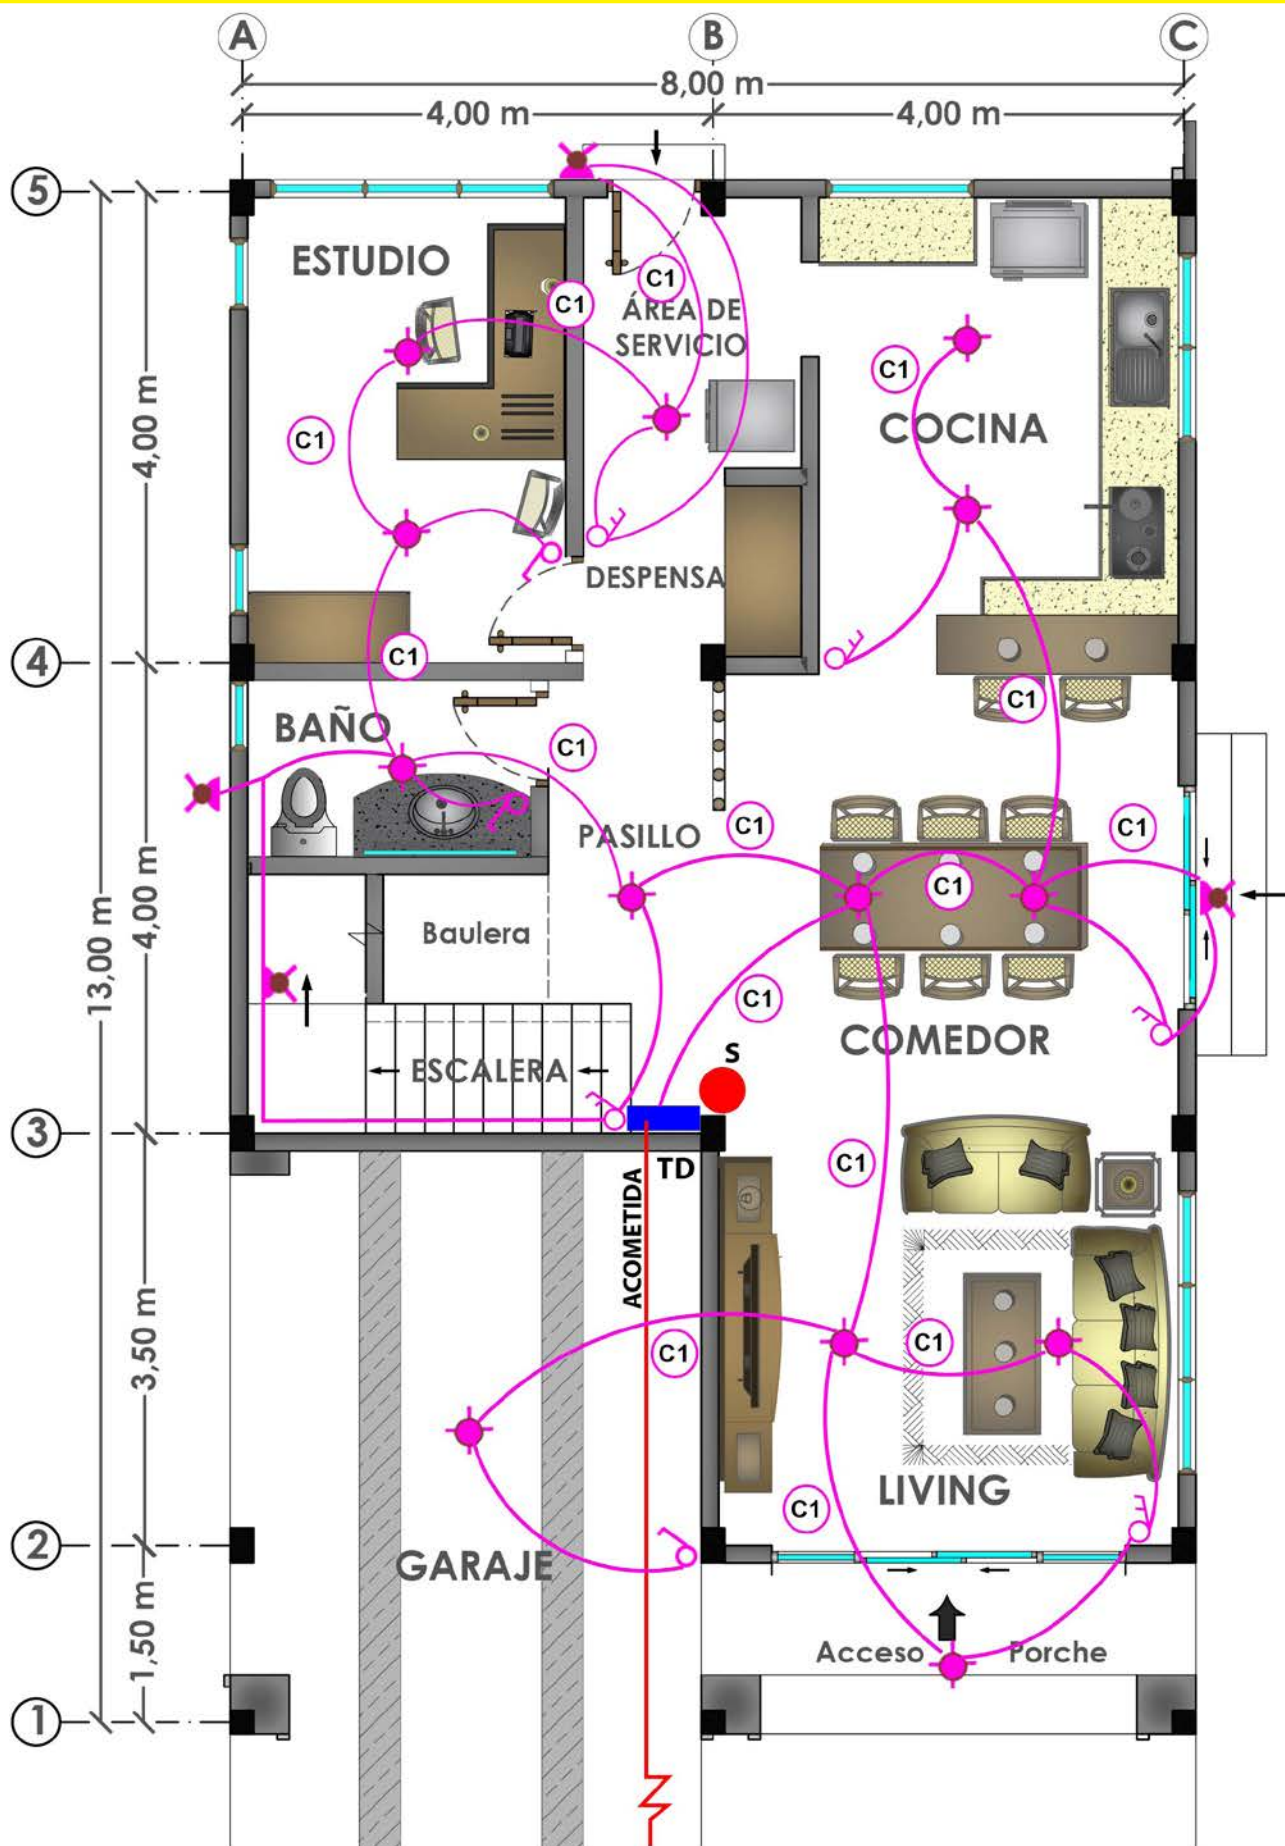 A
B
C
8,00 m
4,00 m
4,00 m
5
ESTUDIO
C1
C1
ÁREA DE
SERVICIO
C1
COCINA
C1
4,00 m
DESPENSA
4
C1
C1
BAÑO
C1
PASILLO
C1
C1
C1
4,00 m
13,00 m
Baulera
C1
COMEDOR
S
ESCALERA
3
TD
C1
ACOMETIDA
3,50 m
C1
C1
LIVING
C1
2
GARAJE
1,50 m
Acceso
Porche
1